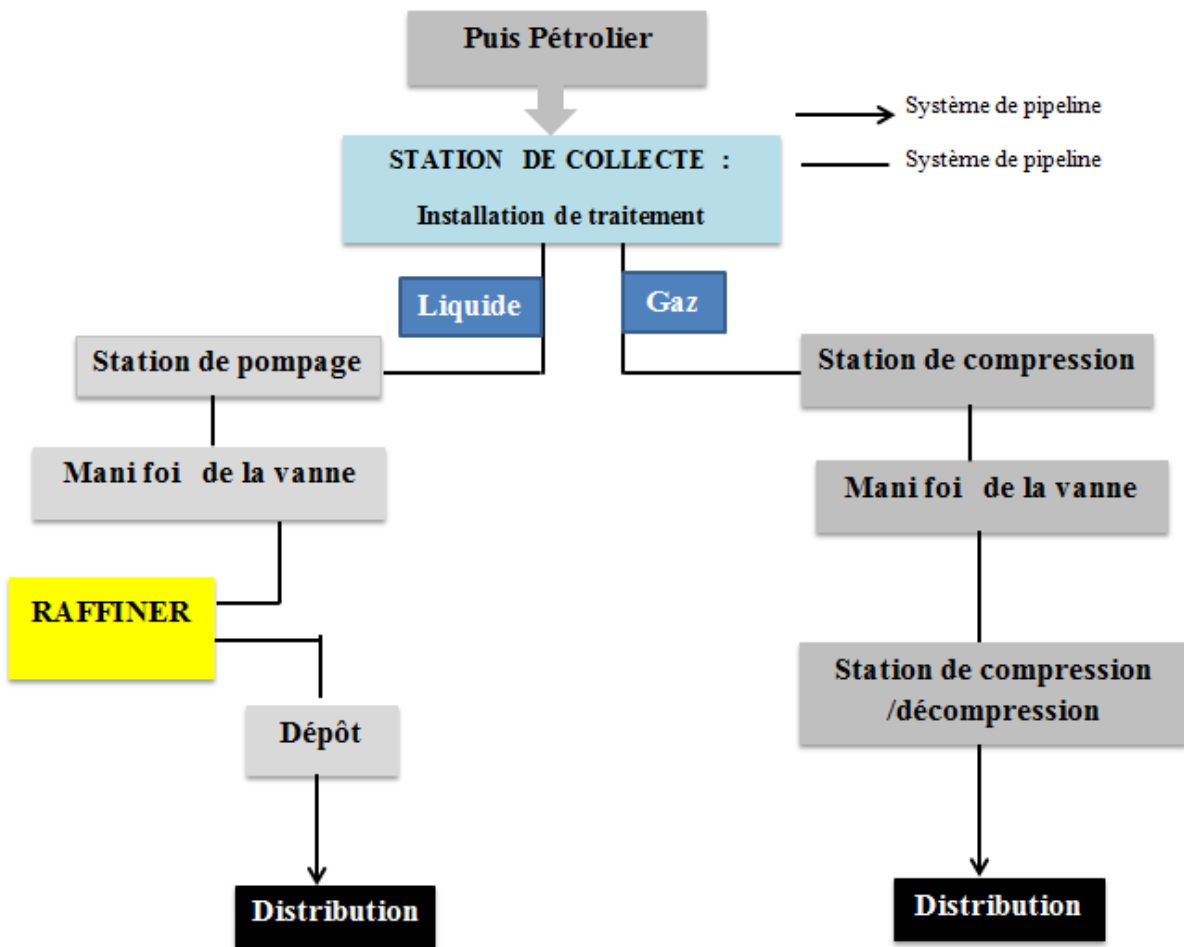 Puis Pétrolier
Système de pipeline
STATION DE COLLECTE :
Système de pipeline
Installation de traitement
Liquide
Gaz
Station de pompage
Station de compression
Mani foi de la vanne
Mani foi de la vanne
RAFFINER
Station de compression
/décompression
Dépôt
Distribution
Distribution